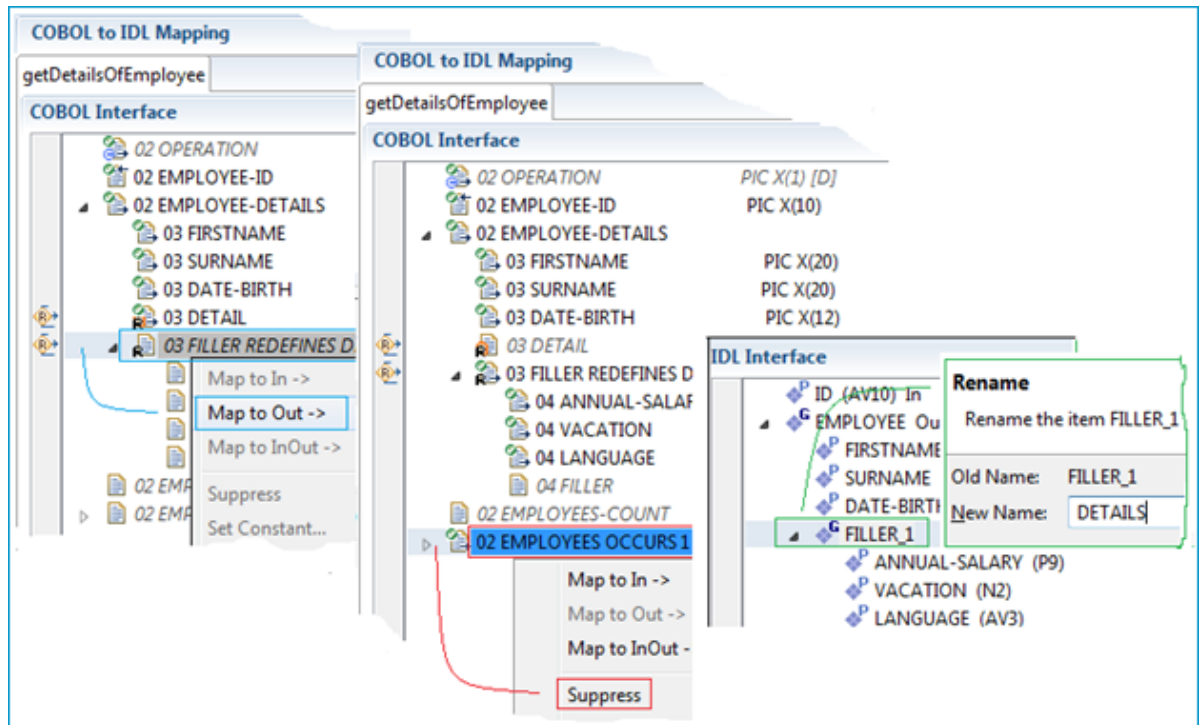 COBOL to IDL Mapping
getDetailsOfEmployee
COBOL Interface
02 OPERATION
02 EMPLOYEE-ID
02 EMPLOYEE-DETAILS
03 FIRSTNAME
03 SURNAME
03 DATE-BIRTH
03 DETAIL
03 FILLER REDEFINES D
Map to In ->
Map to Out ->
Map to InOut ->
Suppress
Set Constant...
02 EMP
02 EMP
COBOL to IDL Mapping
getDetailsOfEmployee
COBOL Interface
02 OPERATION PIC X(1) [D]
02 EMPLOYEE-ID PIC X(10)
02 EMPLOYEE-DETAILS
03 FIRSTNAME PIC X(20)
03 SURNAME PIC X(20)
03 DATE-BIRTH PIC X(12)
03 DETAIL
03 FILLER REDEFINES D
04 ANNUAL-SALAR
04 VACATION
04 LANGUAGE
04 FILLER
02 EMPLOYEES-COUNT
02 EMPLOYEES OCCURS 1
Map to In ->
Map to Out ->
Map to InOut -
Suppress
IDL Interface
ID (AV10) In
EMPLOYEE Ou
FIRSTNAME
SURNAME
DATE-BIRTH
FILLER_1
ANNUAL-SALARY (P9)
VACATION (N2)
LANGUAGE (AV3)
Rename
Rename the item FILLER_1
Old Name: FILLER_1
New Name: DETAILS